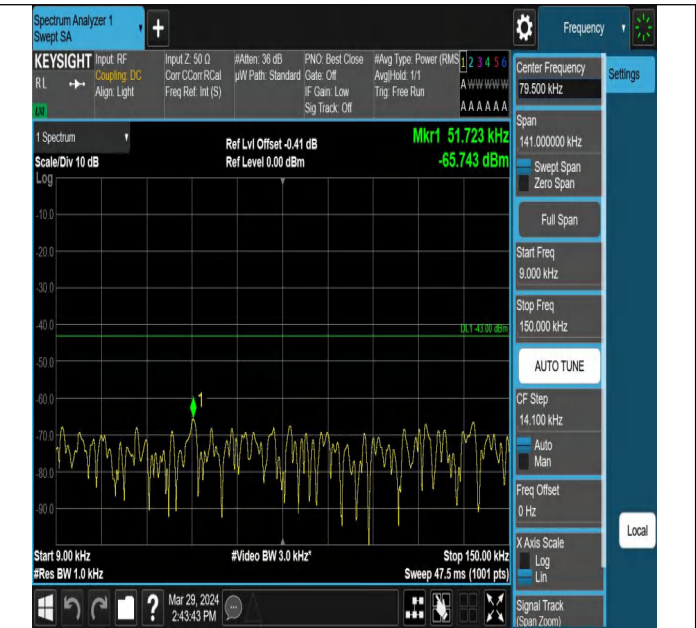 Spectrum Analyzer 1
Swept SA
+
Frequency
KEYSIGHT
RL
LXI
Input: RF
Coupling: DC
Align: Light
Input Z: 50 Ω
Corr CCorr RCal
Freq Ref: Int (S)
#Atten: 36 dB
µW Path: Standard
PNO: Best Close
Gate: Off
IF Gain: Low
Sig Track: Off
#Avg Type: Power (RMS
Avg|Hold: 1/1
Trig: Free Run
1 2 3 4 5 6
A W W W W W
A A A A A A
1 Spectrum
Scale/Div 10 dB
Log
Ref Lvl Offset -0.41 dB
Ref Level 0.00 dBm
Mkr1 51.723 kHz
-65.743 dBm
-10.0
-20.0
-30.0
-40.0
DL1 -43.00 dBm
-50.0
-60.0
1
-70.0
-80.0
-90.0
Start 9.00 kHz
#Res BW 1.0 kHz
#Video BW 3.0 kHz*
Stop 150.00 kHz
Sweep 47.5 ms (1001 pts)
?
Mar 29, 2024
2:43:43 PM
Center Frequency
79.500 kHz
Settings
Span
141.000000 kHz
Swept Span
Zero Span
Full Span
Start Freq
9.000 kHz
Stop Freq
150.000 kHz
AUTO TUNE
CF Step
14.100 kHz
Auto
Man
Freq Offset
0 Hz
X Axis Scale
Log
Lin
Local
Signal Track
(Span Zoom)